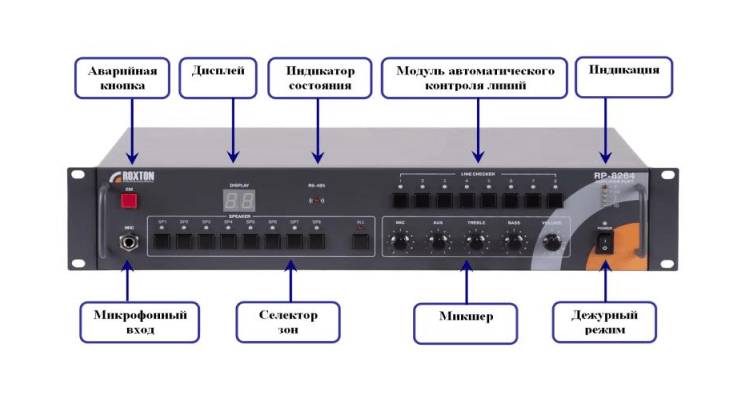 Аварийная
кнопка
Дисплей
Индикатор
состояния
Модуль автоматического
контроля линий
Индикация
ROXTON
EM
DISPLAY
RS-485
LINE CHECKER
1 2 3 4 5 6 7 8
RP-8264
MIC
SPEAKER
SP1 SP2 SP3 SP4 SP5 SP6 SP7 SP8 ALL
MIC AUX TREBLE BASS VOLUME
POWER
Микрофонный
вход
Селектор
зон
Микшер
Дежурный
режим